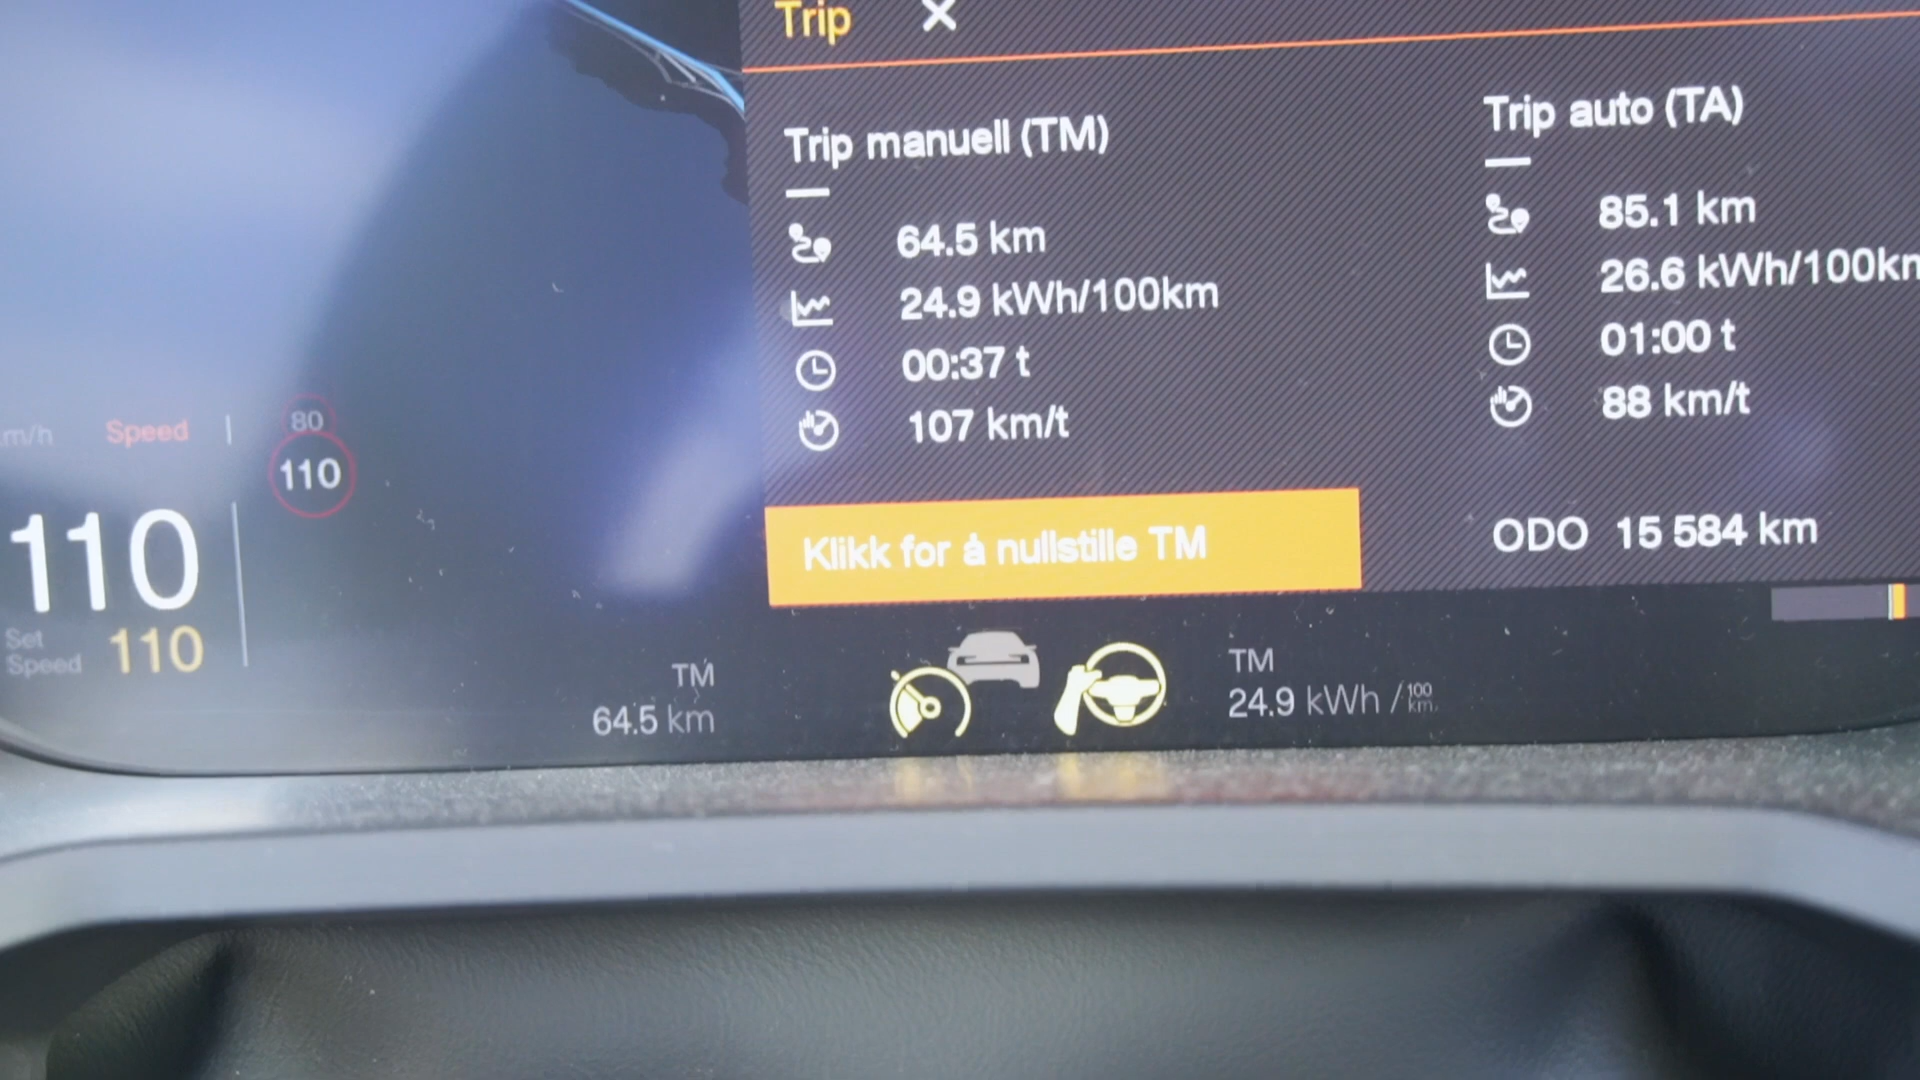 Trip
Trip manuell (TM)
64.5 km
24.9 kWh/100km
00:37 t
107 km/t
Klikk for å nullstille TM
Trip auto (TA)
85.1 km
26.6 kWh/100km
01:00 t
88 km/t
ODO 15 584 km
m/h Speed
80
110
110
Set Speed 110
TM
64.5 km
TM
24.9 kWh / 100 km